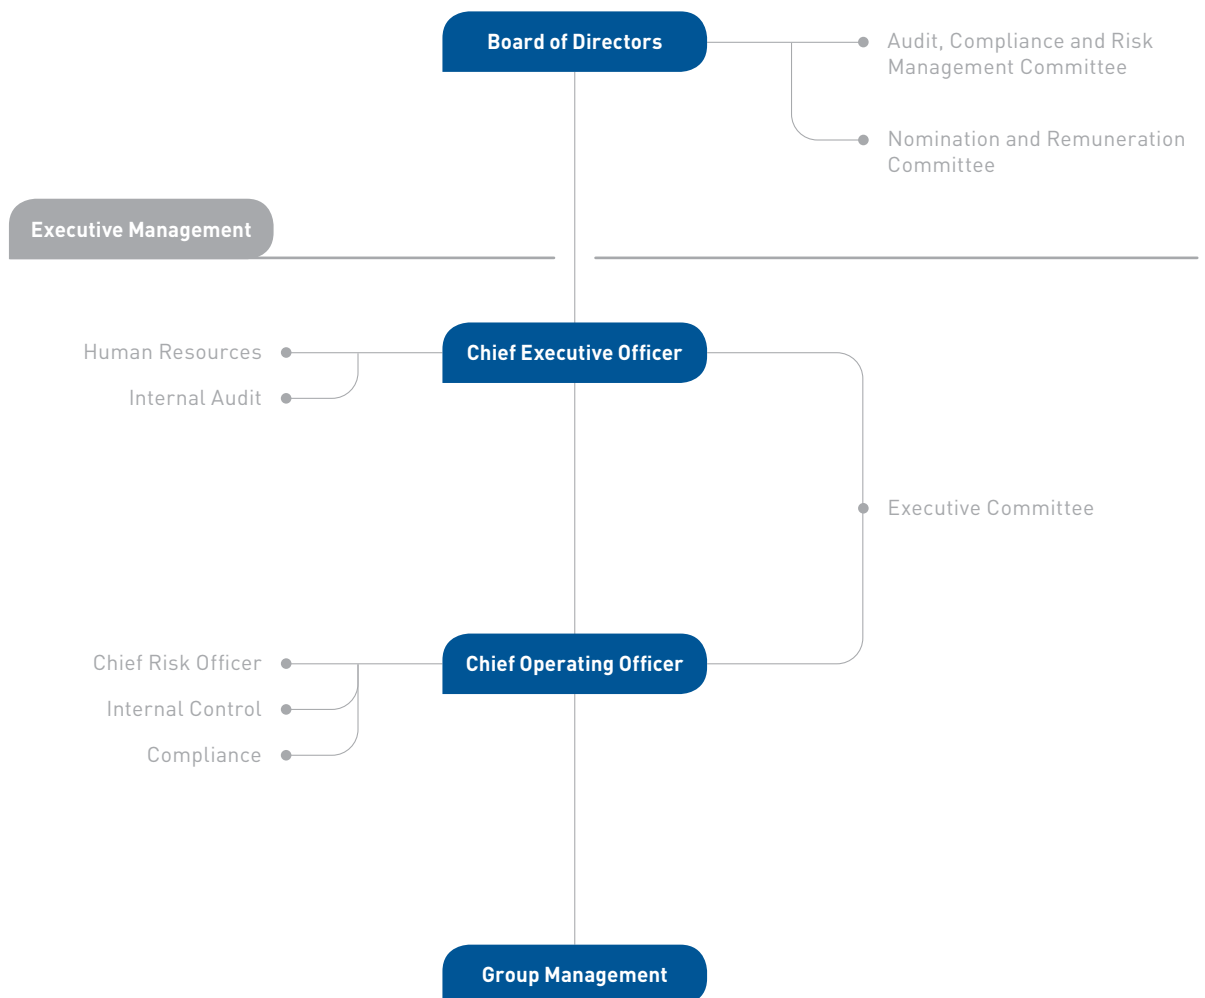 Board of Directors
Audit, Compliance and Risk
Management Committee
Nomination and Remuneration
Committee
Executive Management
Human Resources
Chief Executive Officer
Internal Audit
Executive Committee
Chief Risk Officer
Chief Operating Officer
Internal Control
Compliance
Group Management